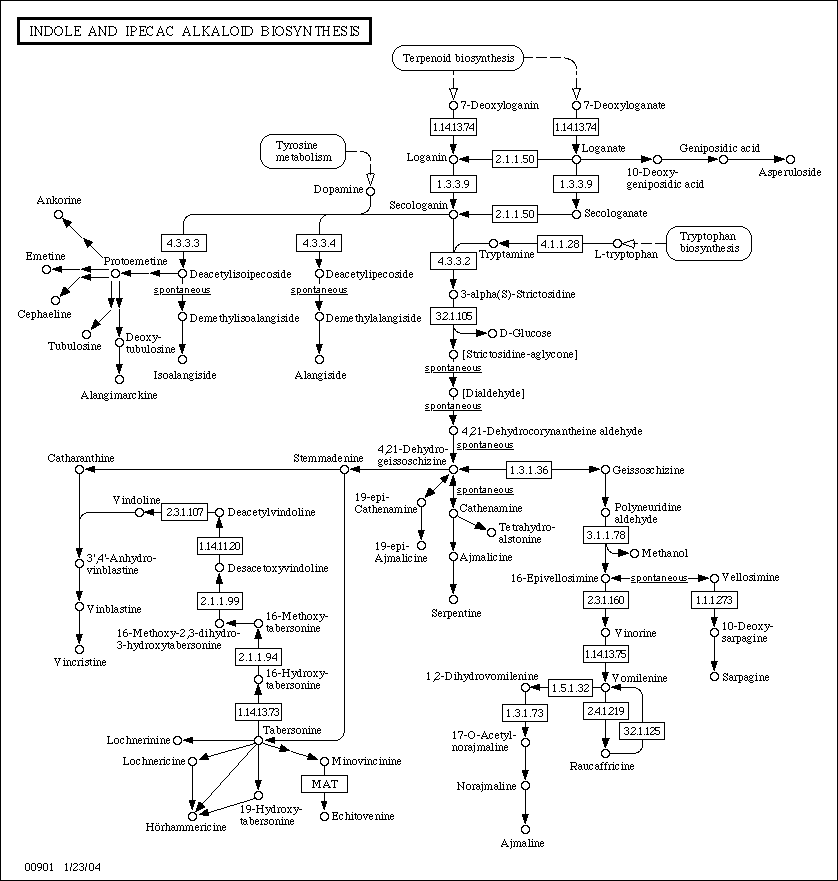 INDOLE AND IPECAC ALKALOID BIOSYNTHESIS
Terpenoid biosynthesis
7-Deoxyloganin
7-Deoxyloganate
1.14.13.74
1.14.13.74
Tyrosine
metabolism
Loganin
2.1.1.50
Loganate
Geniposidic acid
10-Deoxy-
geniposidic acid
Asperuloside
Dopamine
1.3.3.9
1.3.3.9
Ankorine
Secologanin
2.1.1.50
Secologanate
4.3.3.3
4.3.3.4
Tryptamine
4.1.1.28
L-tryptophan
Tryptophan
biosynthesis
Emetine
Protoemetine
4.3.3.2
Deacetylisoipecoside
Deacetylipecoside
spontaneous
spontaneous
3-alpha(S)-Strictosidine
Cephaeline
Demethylisoalangiside
Demethylalangiside
3.2.1.105
D-Glucose
Tubulosine
Deoxy-
tubulosine
[Strictosidine-aglycone]
Isoalangiside
Alangiside
spontaneous
Alangimarckine
[Dialdehyde]
spontaneous
4,21-Dehydrocorynantheine aldehyde
spontaneous
Catharanthine
Stemmadenine
4,21-Dehydro-
geissoschizine
1.3.1.36
Geissoschizine
spontaneous
Vindoline
2.3.1.107
Deacetylvindoline
19-epi-
Cathenamine
Cathenamine
Polyneuridine
aldehyde
Tetrahydro-
alstonine
3.1.1.78
1.14.11.20
19-epi-
Ajmalicine
Ajmalicine
Methanol
3',4'-Anhydro-
vinblastine
Desacetoxyvindoline
16-Epivellosimine
spontaneous
Vellosimine
2.1.1.99
2.3.1.160
1.1.1.273
Vinblastine
Serpentine
16-Methoxy-
tabersonine
16-Methoxy-2,3-dihydro-
3-hydroxytabersonine
Vinorine
10-Deoxy-
sarpagine
Vincristine
2.1.1.94
1.14.13.75
16-Hydroxy-
tabersonine
1,2-Dihydrovomilenine
1.5.1.32
Vomilenine
Sarpagine
1.14.13.73
1.3.1.73
2.4.1.219
3.2.1.125
Lochnerinine
Tabersonine
17-O-Acetyl-
norajmaline
Lochnericine
Minovincinine
Raucaffricine
MAT
Norajmaline
Hörhammericine
19-Hydroxy-
tabersonine
Echitovenine
Ajmaline
00901 1/23/04